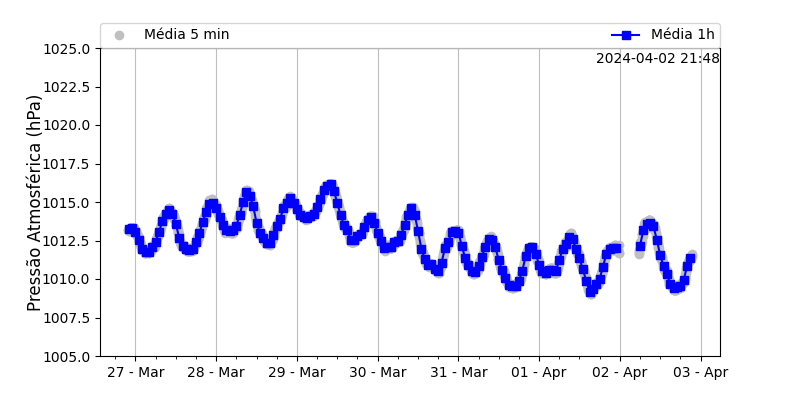 Média 5 min
Média 1h
2024-04-02 21:48
Pressão Atmosférica (hPa)
1025.0
1022.5
1020.0
1017.5
1015.0
1012.5
1010.0
1007.5
1005.0
27 - Mar
28 - Mar
29 - Mar
30 - Mar
31 - Mar
01 - Apr
02 - Apr
03 - Apr